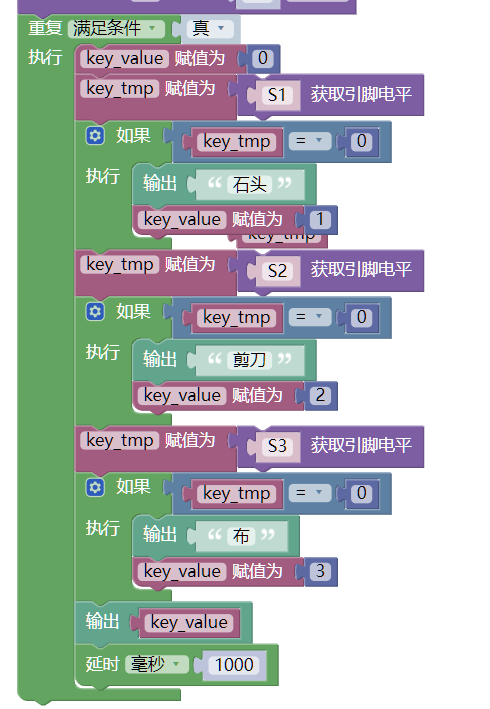 重复 满足条件 真
执行 key_value 赋值为 0
key_tmp 赋值为 S1 获取引脚电平
如果 key_tmp = 0
执行 输出 “ 石头 ”
key_value 赋值为 1
key_tmp
key_tmp 赋值为 S2 获取引脚电平
如果 key_tmp = 0
执行 输出 “ 剪刀 ”
key_value 赋值为 2
key_tmp 赋值为 S3 获取引脚电平
如果 key_tmp = 0
执行 输出 “ 布 ”
key_value 赋值为 3
输出 key_value
延时 毫秒 1000